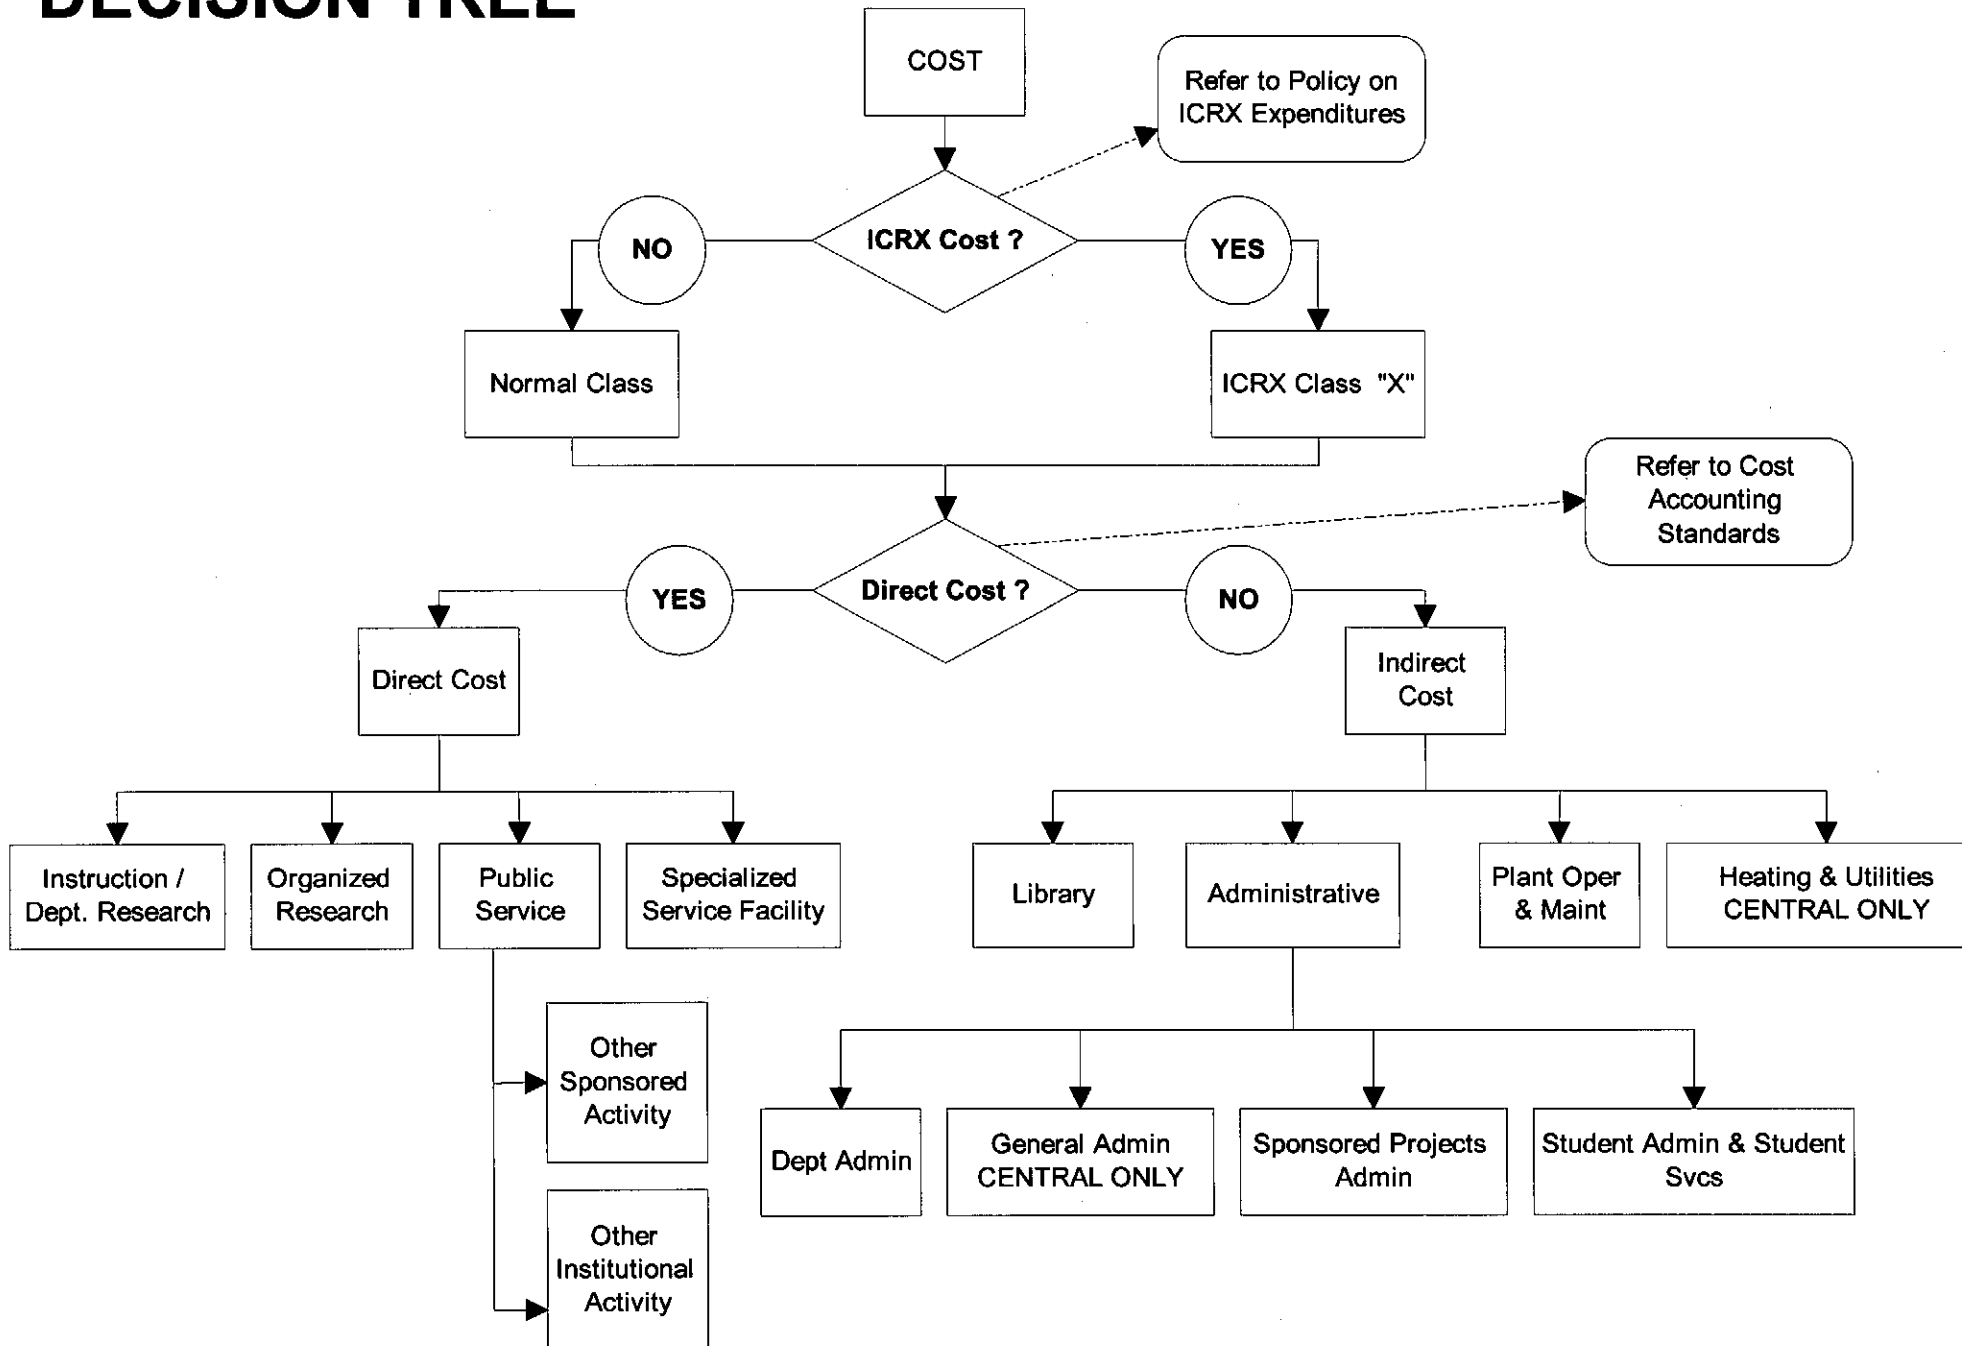 DECISION TREE
COST
Refer to Policy on
ICRX Expenditures
NO
ICRX Cost ?
YES
Normal Class
ICRX Class "X"
Refer to Cost
Accounting
Standards
YES
Direct Cost ?
NO
Direct Cost
Indirect
Cost
Instruction /
Dept. Research
Organized
Research
Public
Service
Specialized
Service Facility
Library
Administrative
Plant Oper
& Maint
Heating & Utilities
CENTRAL ONLY
Other
Sponsored
Activity
Dept Admin
General Admin
CENTRAL ONLY
Sponsored Projects
Admin
Student Admin & Student
Svcs
Other
Institutional
Activity